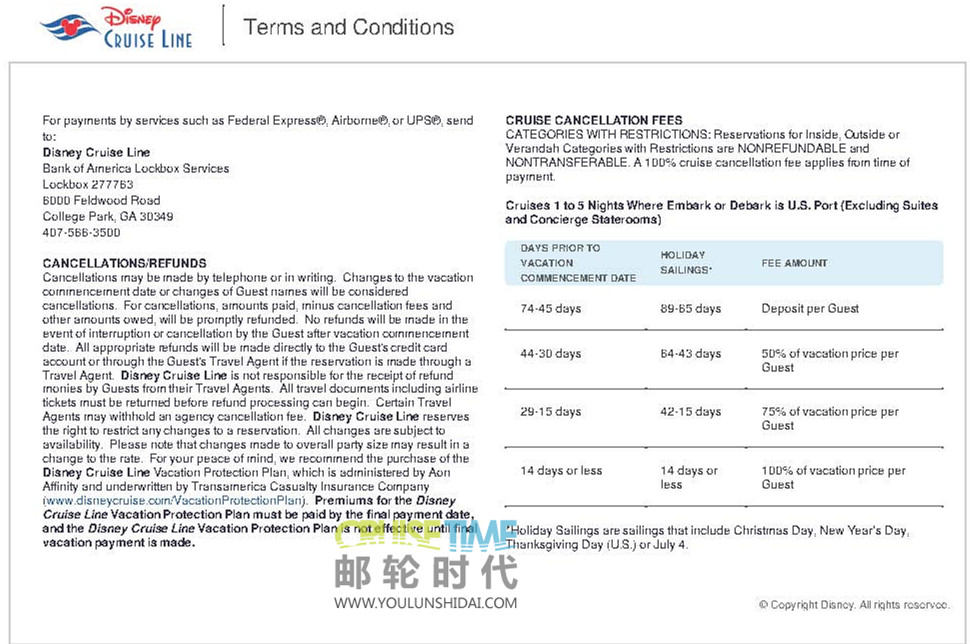 Disney
CRUISE LINE
Terms and Conditions
For payments by services such as Federal Express®, Airborne®, or UPS®, send
to:
Disney Cruise Line
Bank of America Lockbox Services
Lockbox 277763
6000 Feldwood Road
College Park, GA 30349
407-566-3500
CANCELLATIONS/REFUNDS
Cancellations may be made by telephone or in writing. Changes to the vacation
commencement date or changes of Guest names will be considered
cancellations. For cancellations, amounts paid, minus cancellation fees and
other amounts owed, will be promptly refunded. No refunds will be made in the
event of interruption or cancellation by the Guest after vacation commencement
date. All appropriate refunds will be made directly to the Guest's credit card
account or through the Guest's Travel Agent if the reservation is made through a
Travel Agent. Disney Cruise Line is not responsible for the receipt of refund
monies by Guests from their Travel Agents. All travel documents including airline
tickets must be returned before refund processing can begin. Certain Travel
Agents may withhold an agency cancellation fee. Disney Cruise Line reserves
the right to restrict any changes to a reservation. All changes are subject to
availability. Please note that changes made to overall party size may result in a
change to the rate. For your peace of mind, we recommend the purchase of the
Disney Cruise Line Vacation Protection Plan, which is administered by Aon
Affinity and underwritten by Transamerica Casualty Insurance Company
(www.disneycruise.com/VacationProtectionPlan). Premiums for the Disney
Cruise Line Vacation Protection Plan must be paid by the final payment date,
and the Disney Cruise Line Vacation Protection Plan is not effective until final
vacation payment is made.
CRUISE CANCELLATION FEES
CATEGORIES WITH RESTRICTIONS: Reservations for Inside, Outside or
Verandah Categories with Restrictions are NONREFUNDABLE and
NONTRANSFERABLE. A 100% cruise cancellation fee applies from time of
payment.
Cruises 1 to 5 Nights Where Embark or Debark is U.S. Port (Excluding Suites
and Concierge Staterooms)
DAYS PRIOR TO
VACATION
COMMENCEMENT DATE
HOLIDAY
SAILINGS*
FEE AMOUNT
74-45 days 89-65 days Deposit per Guest
44-30 days 64-43 days 50% of vacation price per
Guest
29-15 days 42-15 days 75% of vacation price per
Guest
14 days or less 14 days or 100% of vacation price per
less Guest
*Holiday Sailings are sailings that include Christmas Day, New Year's Day,
Thanksgiving Day (U.S.) or July 4.
CRUISETIME
邮轮时代
WWW.YOULUNSHIDAI.COM
© Copyright Disney. All rights reserved.